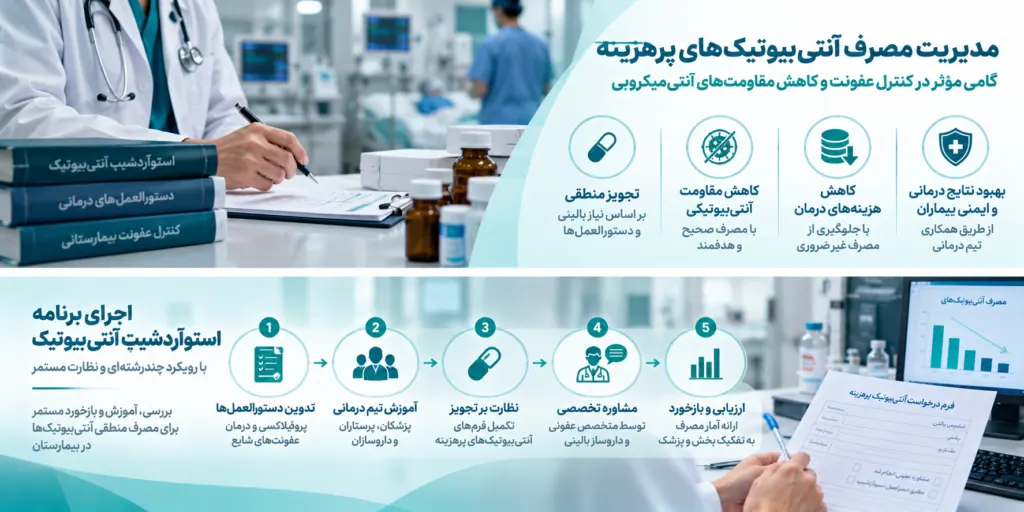 مدیریت مصرف آنتی‌بیوتیک‌های پرهزینه
گامی مؤثر در کنترل عفونت و کاهش مقاومت‌های آنتی‌میکروبی
بهبود نتایج درمانی
و ایمنی بیماران
از طریق همکاری
تیم درمانی
کاهش
هزینه‌های درمان
با جلوگیری از
مصرف غیر ضروری
کاهش مقاومت
آنتی‌بیوتیکی
با مصرف صحیح
و هدفمند
تجویز منطقی
بر اساس نیاز بالینی
و دستورالعمل‌ها
استوآردشیپ آنتی‌بیوتیک
دستورالعمل‌های درمانی
کنترل عفونت بیمارستانی
اجرای برنامه
استوآردشیپ آنتی‌بیوتیک
با رویکرد چندرشته‌ای و نظارت مستمر
بررسی، آموزش و بازخورد مستمر
برای مصرف منطقی آنتی‌بیوتیک‌ها
در بیمارستان
1
تدوین دستورالعمل‌ها
پروفیلاکسی و درمان
عفونت‌های شایع
2
آموزش تیم درمانی
پزشکان، پرستاران
و داروسازان
3
نظارت بر تجویز
تکمیل فرم‌های
آنتی‌بیوتیک‌های پرهزینه
4
مشاوره تخصصی
توسط متخصص عفونی
و داروساز بالینی
5
ارزیابی و بازخورد
ارائه آمار مصرف
به تفکیک بخش و پزشک
مصرف آنتی‌بیوتیک‌های
فرم درخواست آنتی‌بیوتیک پرهزینه